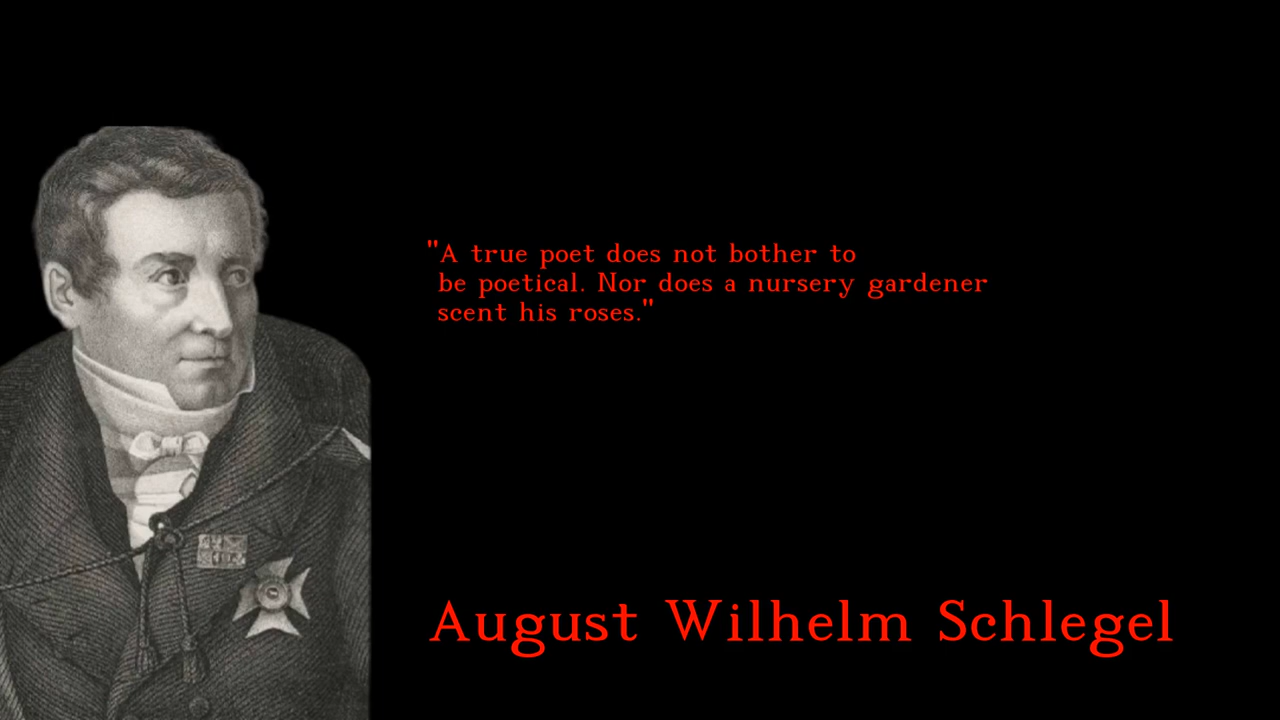 "A true poet does not bother to
be poetical. Nor does a nursery gardener
scent his roses."
August Wilhelm Schlegel